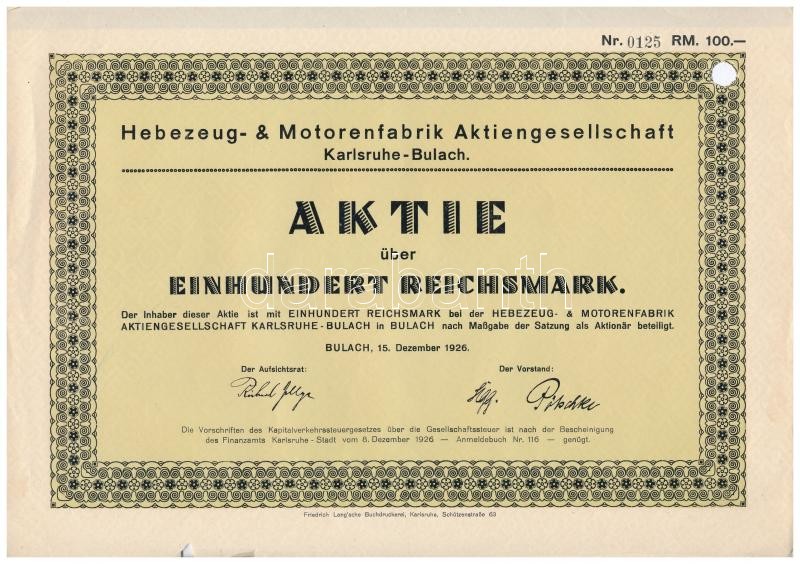 Nr. 0125 RM. 100.—
Hebezeug- & Motorenfabrik Aktiengesellschaft
Karlsruhe-Bulach.
AKTIE
über
EINHUNDERT REICHSMARK.
darabanth
Der Inhaber dieser Aktie ist mit EINHUNDERT REICHSMARK bei der HEBEZEUG- & MOTORENFABRIK
AKTIENGESELLSCHAFT KARLSRUHE-BULACH in BULACH nach Maßgabe der Satzung als Aktionär beteiligt.
BULACH, 15. Dezember 1926.
Der Aufsichtsrat: Der Vorstand:
Die Vorschriften des Kapitalverkehrssteuergesetzes über die Gesellschaftssteuer ist nach der Bescheinigung
des Finanzamts Karlsruhe-Stadt vom 8. Dezember 1926 — Anmeldebuch Nr. 116 — genügt.
Friedrich Lang'sche Buchdruckerei, Karlsruhe, Schützenstraße 63